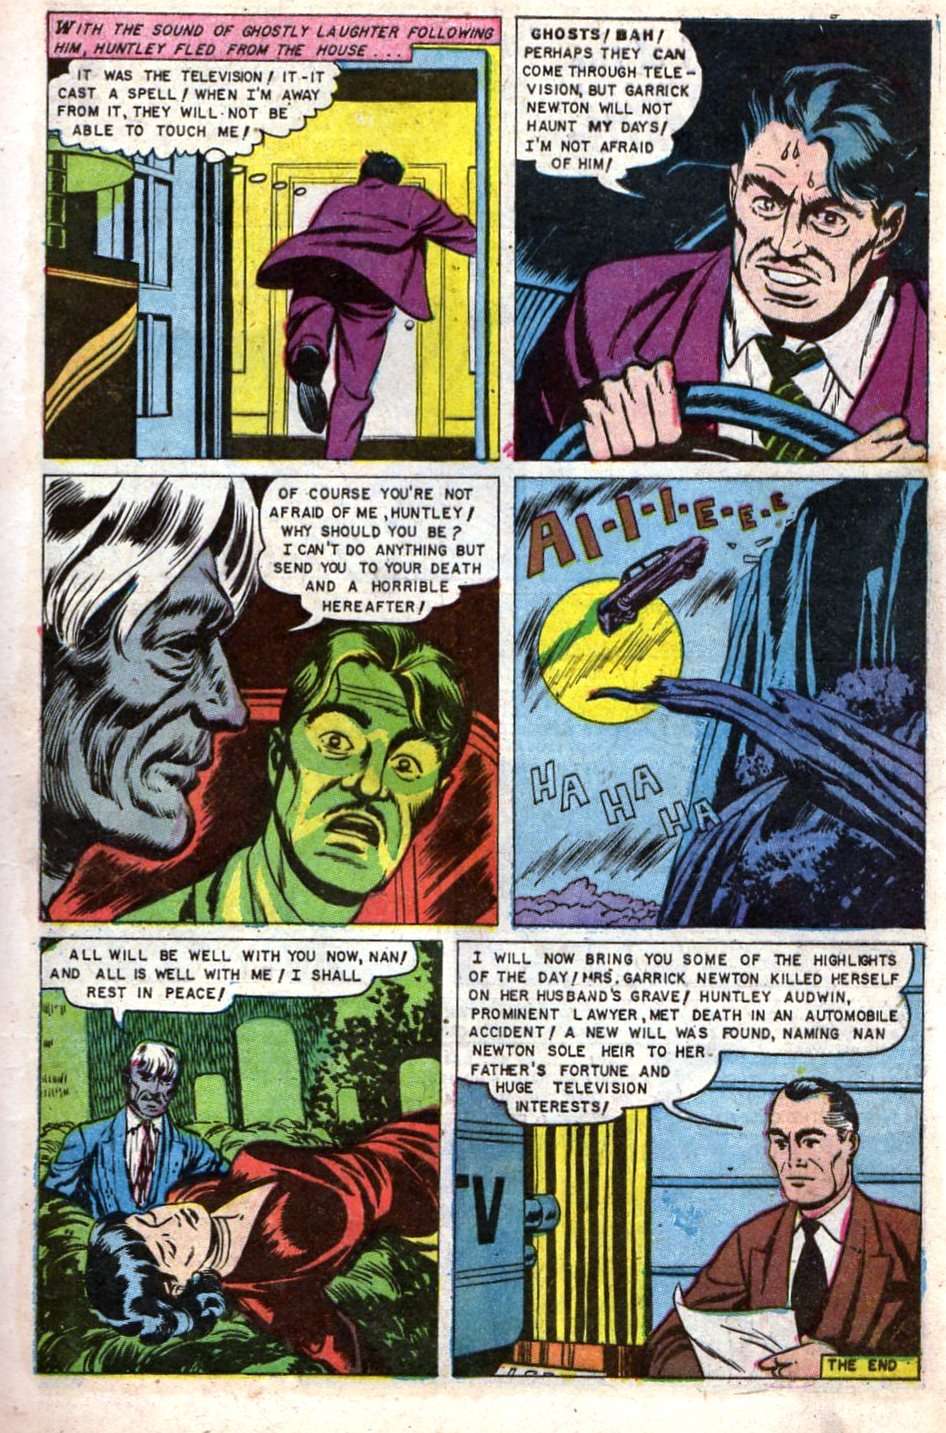 WITH THE SOUND OF GHOSTLY LAUGHTER FOLLOWING
HIM, HUNTLEY FLED FROM THE HOUSE . . .
IT WAS THE TELEVISION! IT-IT
CAST A SPELL! WHEN I'M AWAY
FROM IT, THEY WILL NOT BE
ABLE TO TOUCH ME!
GHOSTS! BAH!
PERHAPS THEY CAN
COME THROUGH TELE-
VISION, BUT GARRICK
NEWTON WILL NOT
HAUNT MY DAYS!
I'M NOT AFRAID
OF HIM!
OF COURSE YOU'RE NOT
AFRAID OF ME, HUNTLEY!
WHY SHOULD YOU BE?
I CAN'T DO ANYTHING BUT
SEND YOU TO YOUR DEATH
AND A HORRIBLE
HEREAFTER!
AI-I-I-E-E-E
HA HA HA HA HA
ALL WILL BE WELL WITH YOU NOW, NAN!
AND ALL IS WELL WITH ME! I SHALL
REST IN PEACE!
I WILL NOW BRING YOU SOME OF THE HIGHLIGHTS
OF THE DAY! MRS. GARRICK NEWTON KILLED HERSELF
ON HER HUSBAND'S GRAVE! HUNTLEY AUDWIN,
PROMINENT LAWYER, MET DEATH IN AN AUTOMOBILE
ACCIDENT! A NEW WILL WAS FOUND, NAMING NAN
NEWTON SOLE HEIR TO HER
FATHER'S FORTUNE AND
HUGE TELEVISION
INTERESTS!
TV
THE END